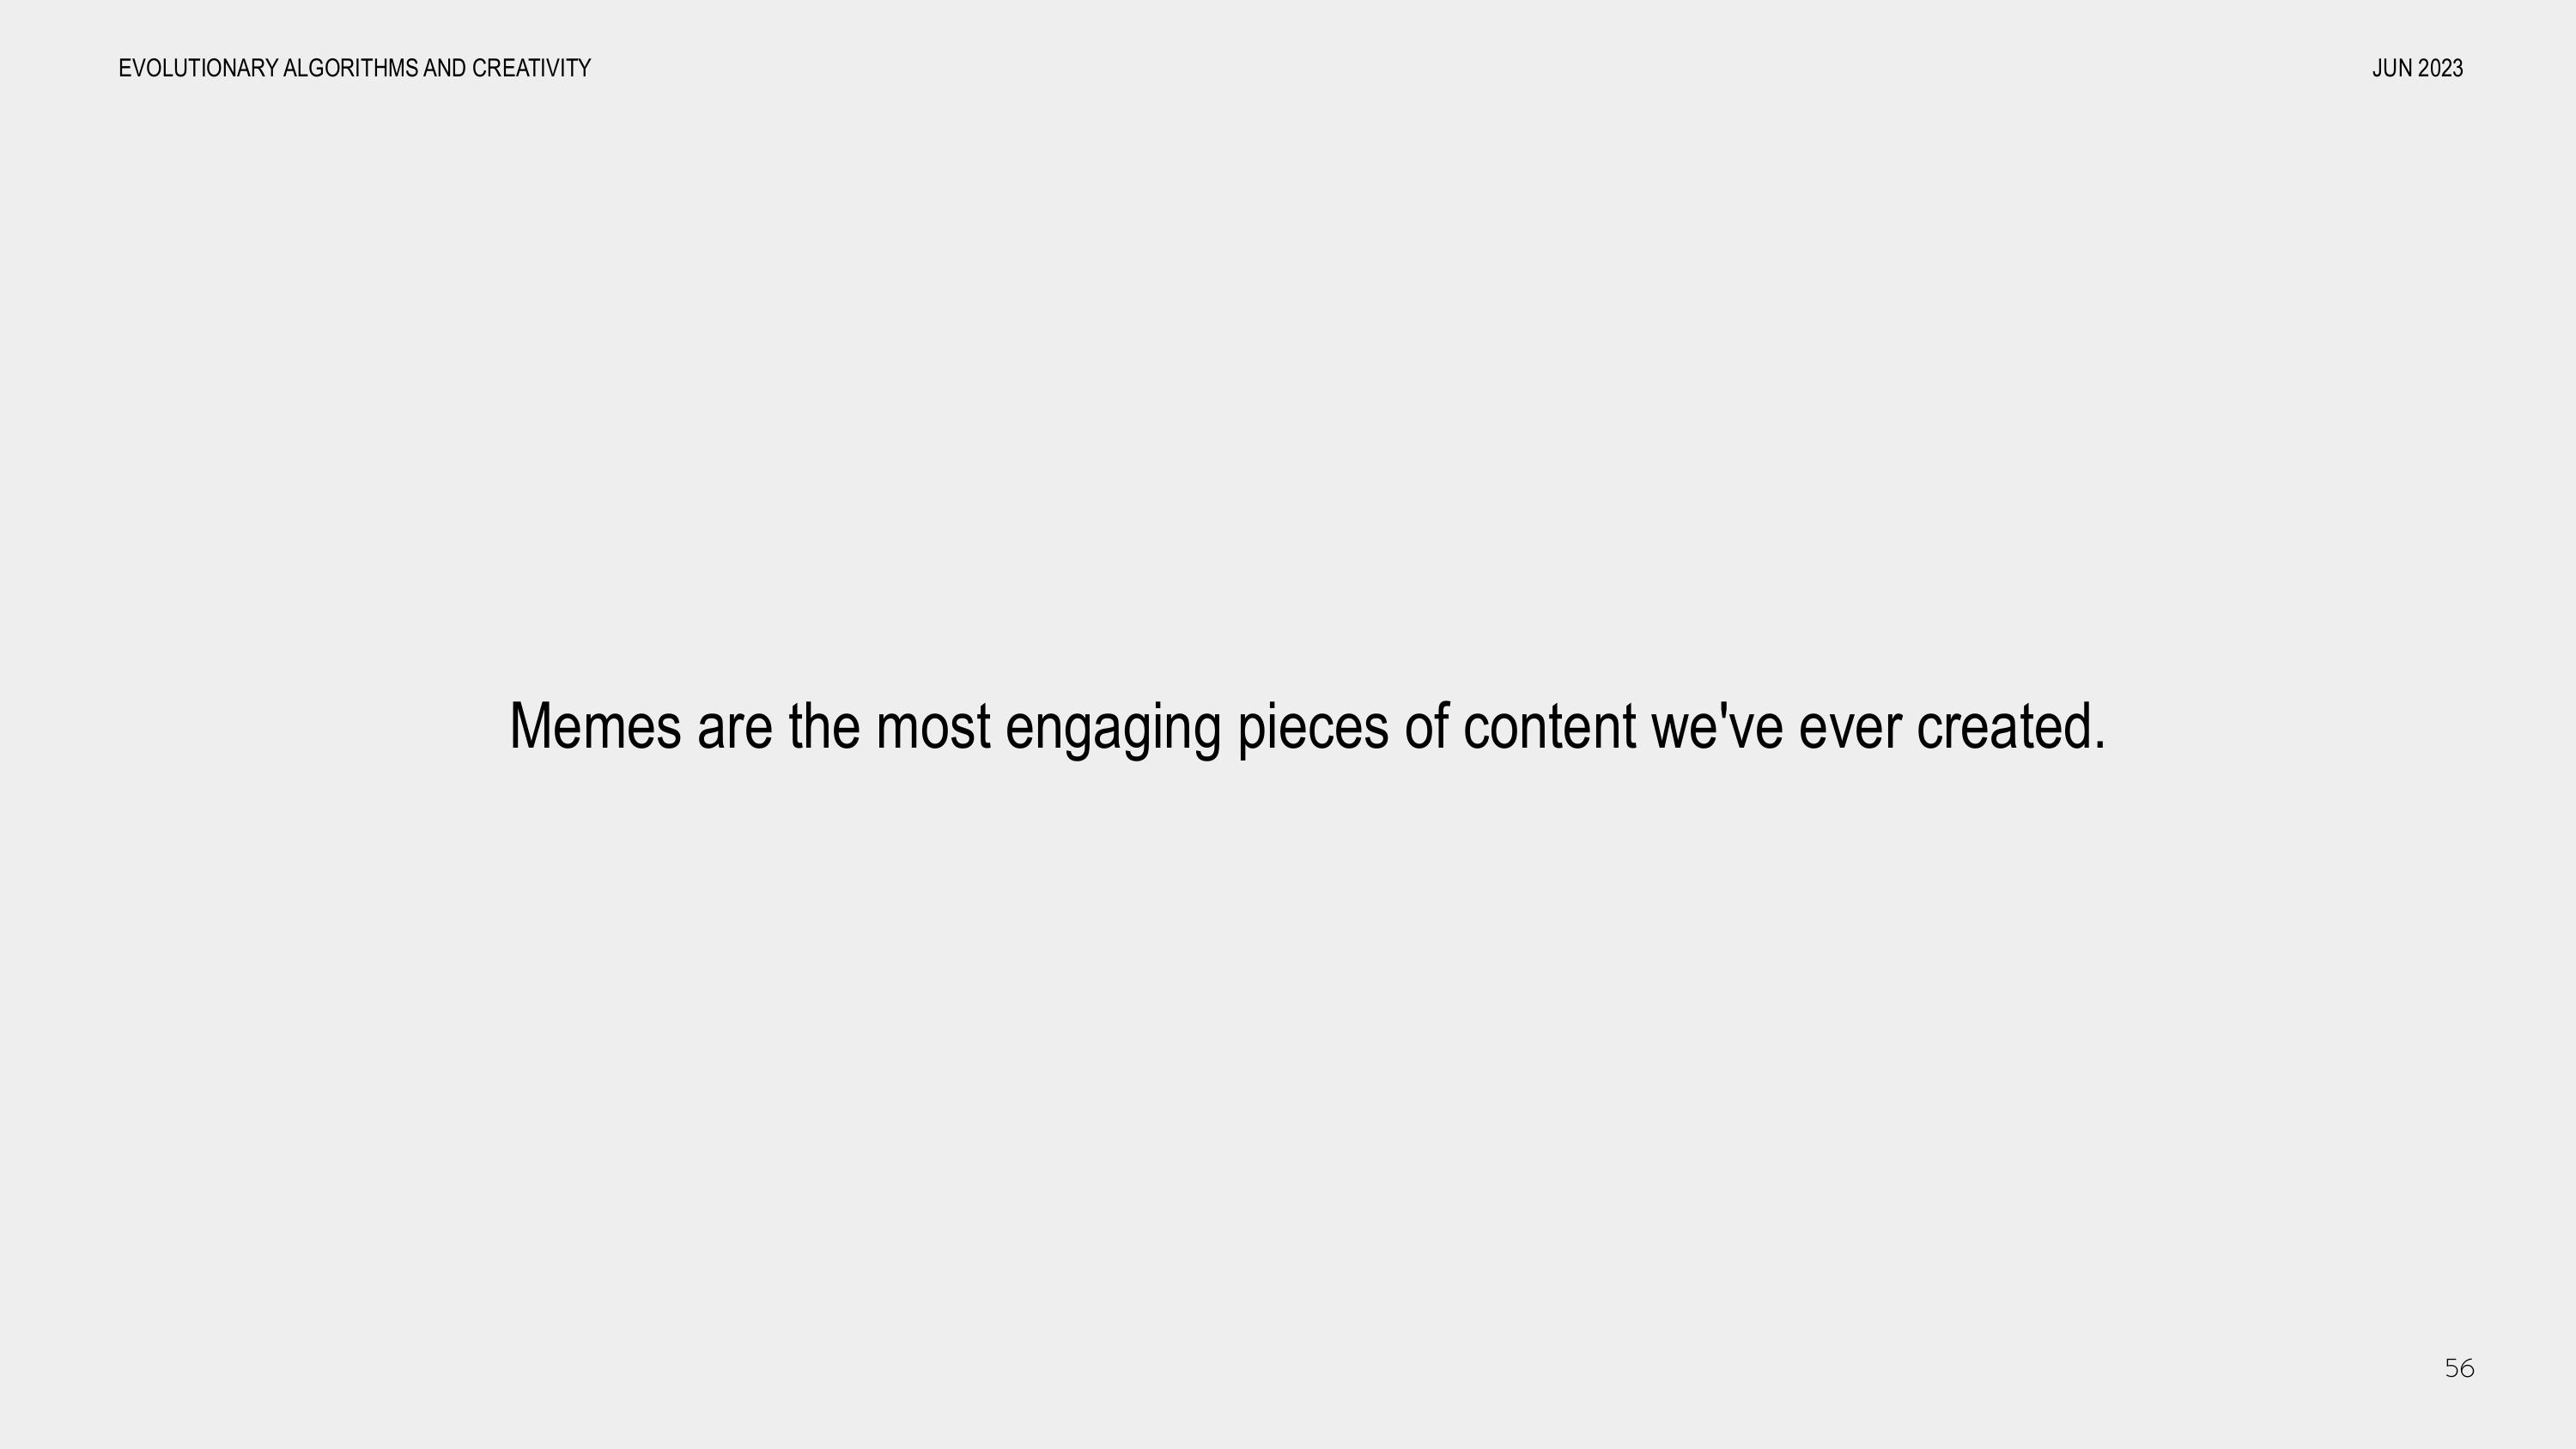 EVOLUTIONARY ALGORITHMS AND CREATIVITY
JUN 2023
Memes are the most engaging pieces of content we've ever created.
56